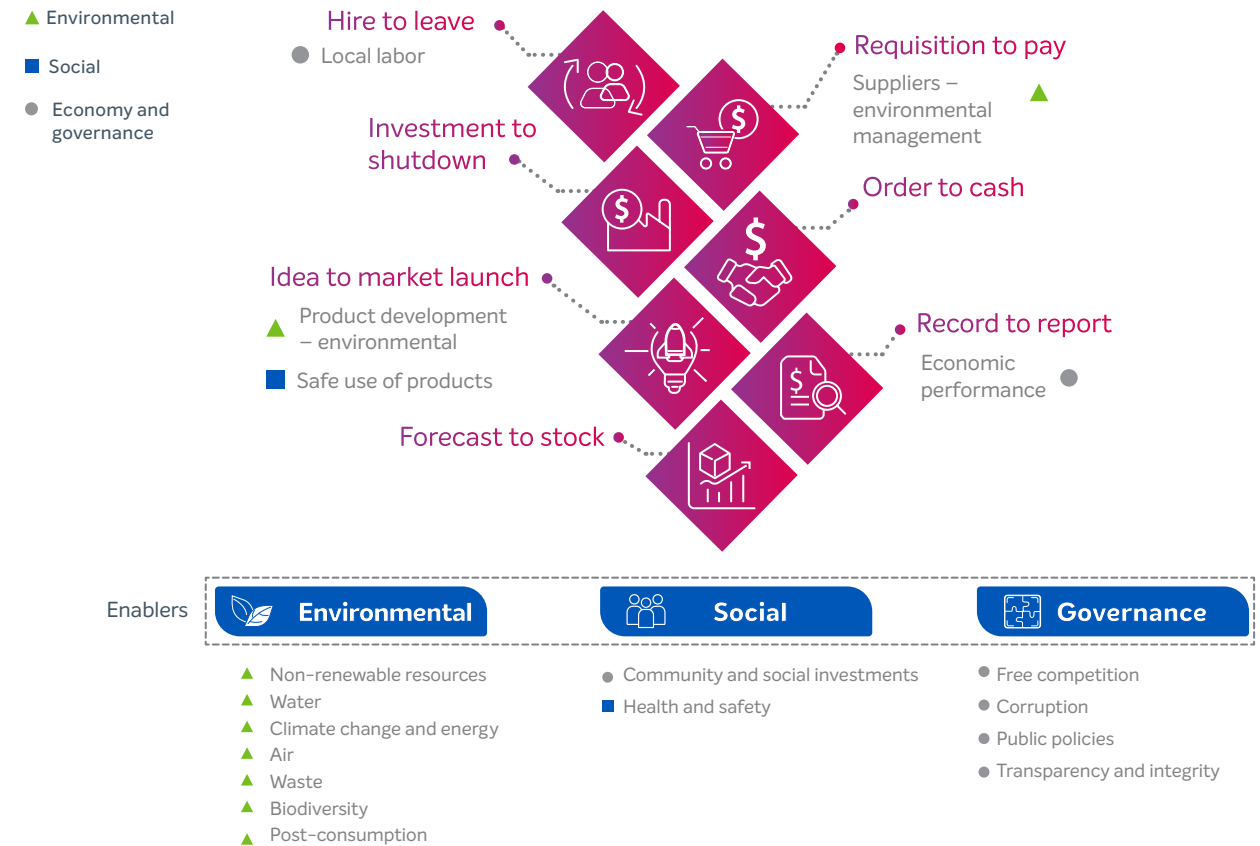 Environmental
Social
Economy and
governance
Hire to leave
Local labor
Requisition to pay
Suppliers –
environmental
management
$
Investment to
shutdown
$
Order to cash
$
Idea to market launch
Product development
– environmental
Safe use of products
Record to report
Economic
performance
$
Forecast to stock
Enablers
Environmental
Social
Governance
Non-renewable resources
Water
Climate change and energy
Air
Waste
Biodiversity
Post-consumption
Community and social investments
Health and safety
Free competition
Corruption
Public policies
Transparency and integrity